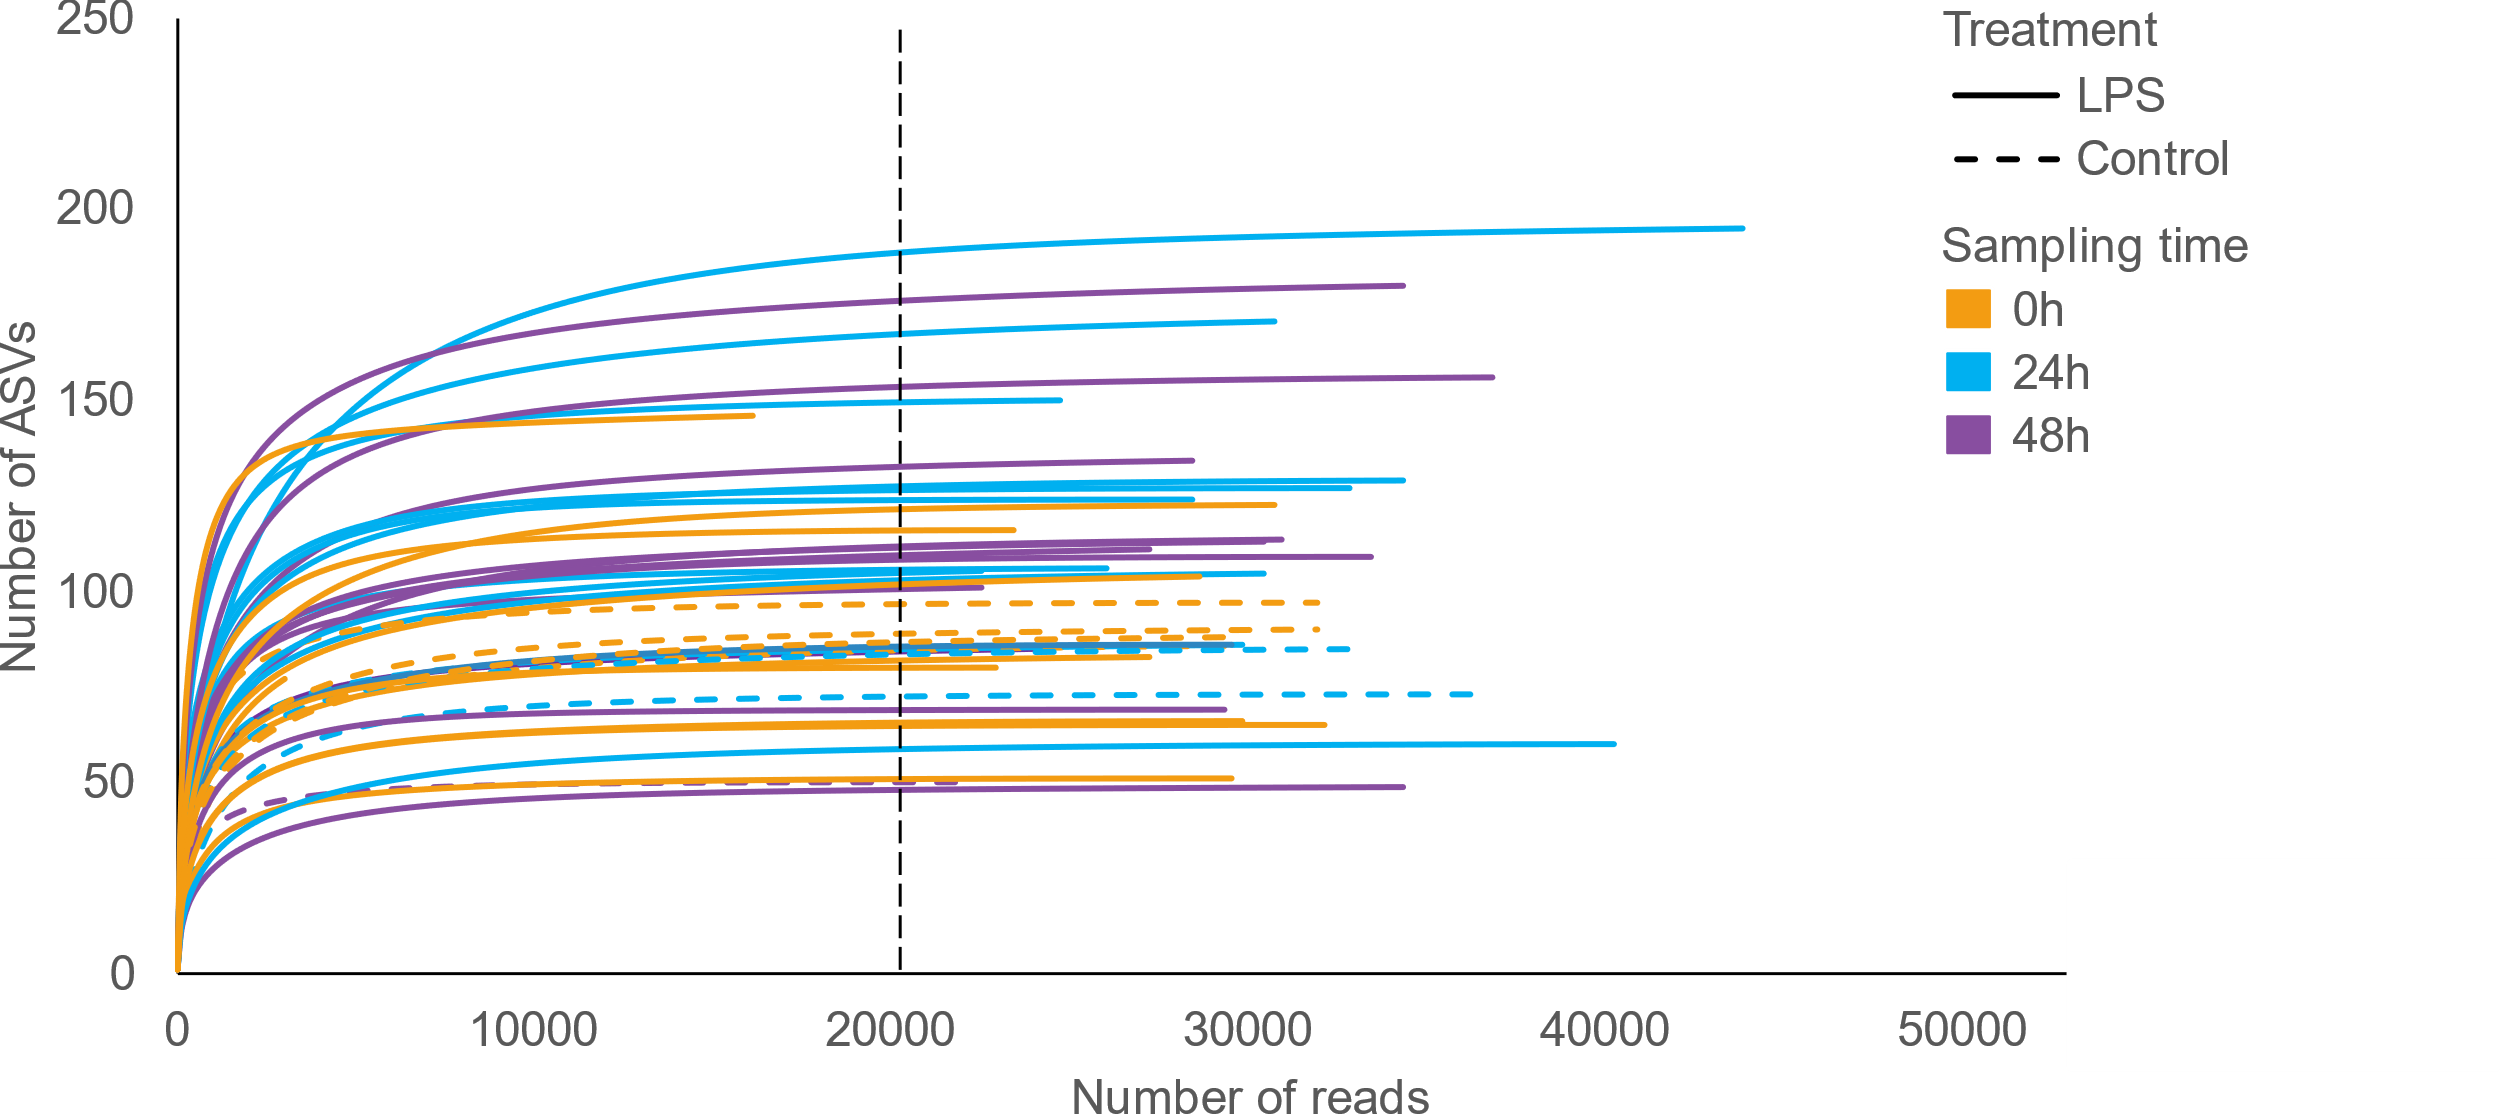 250
200
150
100
50
0
Number of ASVs
0 10000 20000 30000 40000 50000
Number of reads
Treatment
LPS
Control
Sampling time
0h
24h
48h